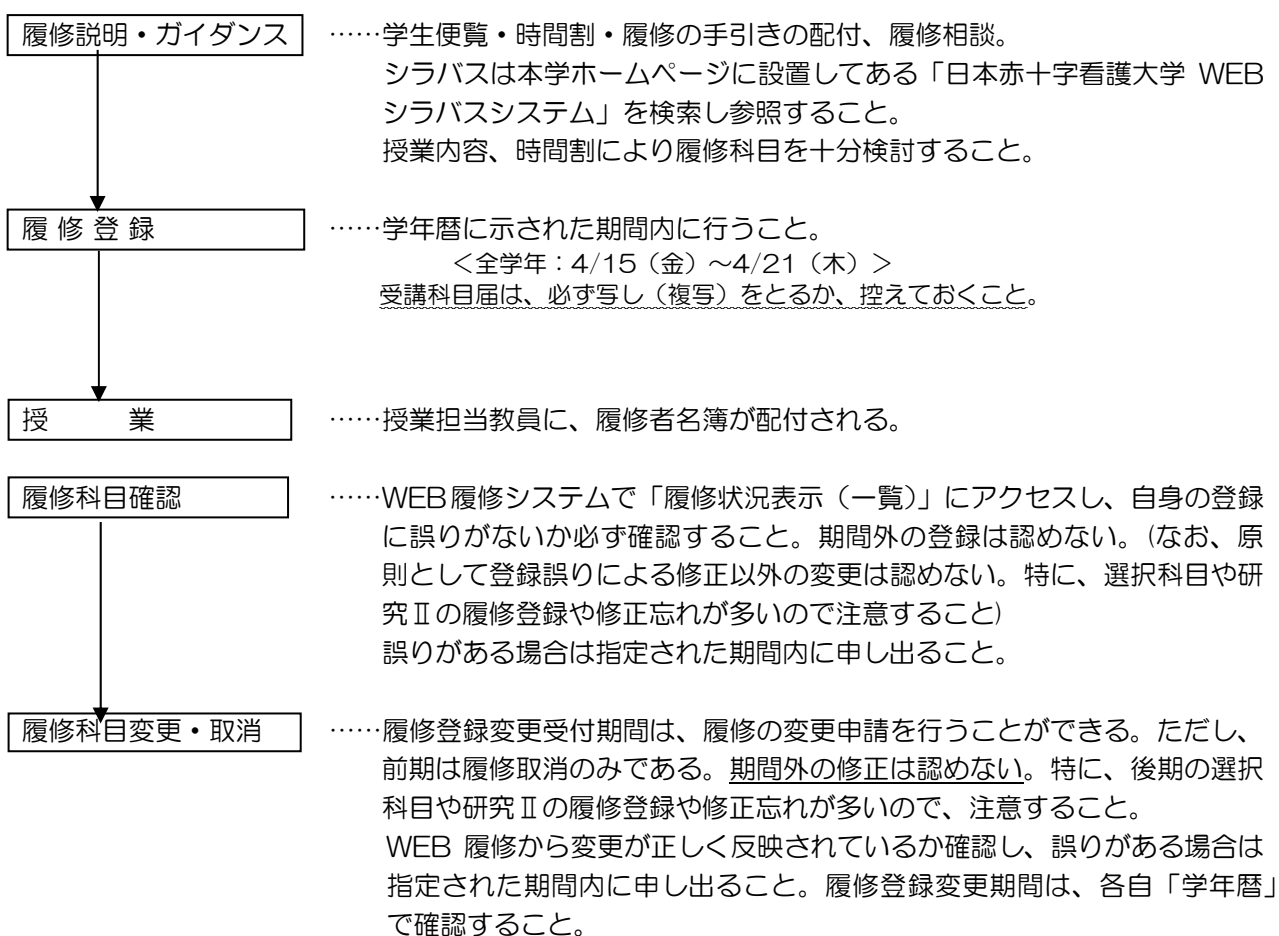 履修説明・ガイダンス ……学生便覧・時間割・履修の手引きの配付、履修相談。
シラバスは本学ホームページに設置してある「日本赤十字看護大学 WEB
シラバスシステム」を検索し参照すること。
授業内容、時間割により履修科目を十分検討すること。
履 修 登 録 ……学年暦に示された期間内に行うこと。
＜全学年：4/15（金）～4/21（木）＞
受講科目届は、必ず写し（複写）をとるか、控えておくこと。
授　　　業 ……授業担当教員に、履修者名簿が配付される。
履修科目確認 ……WEB履修システムで「履修状況表示（一覧）」にアクセスし、自身の登録
に誤りがないか必ず確認すること。期間外の登録は認めない。(なお、原
則として登録誤りによる修正以外の変更は認めない。特に、選択科目や研
究Ⅱの履修登録や修正忘れが多いので注意すること)
誤りがある場合は指定された期間内に申し出ること。
履修科目変更・取消 ……履修登録変更受付期間は、履修の変更申請を行うことができる。ただし、
前期は履修取消のみである。期間外の修正は認めない。特に、後期の選択
科目や研究Ⅱの履修登録や修正忘れが多いので、注意すること。
WEB 履修から変更が正しく反映されているか確認し、誤りがある場合は
指定された期間内に申し出ること。履修登録変更期間は、各自「学年暦」
で確認すること。